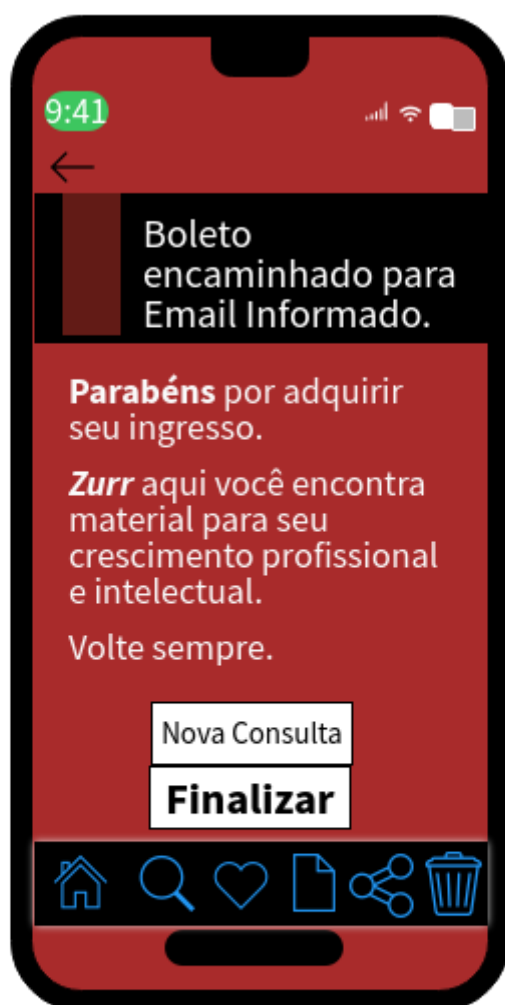 9:41
Boleto
encaminhado para
Email Informado.
Parabéns por adquirir
seu ingresso.
Zurr aqui você encontra
material para seu
crescimento profissional
e intelectual.
Volte sempre.
Nova Consulta
Finalizar